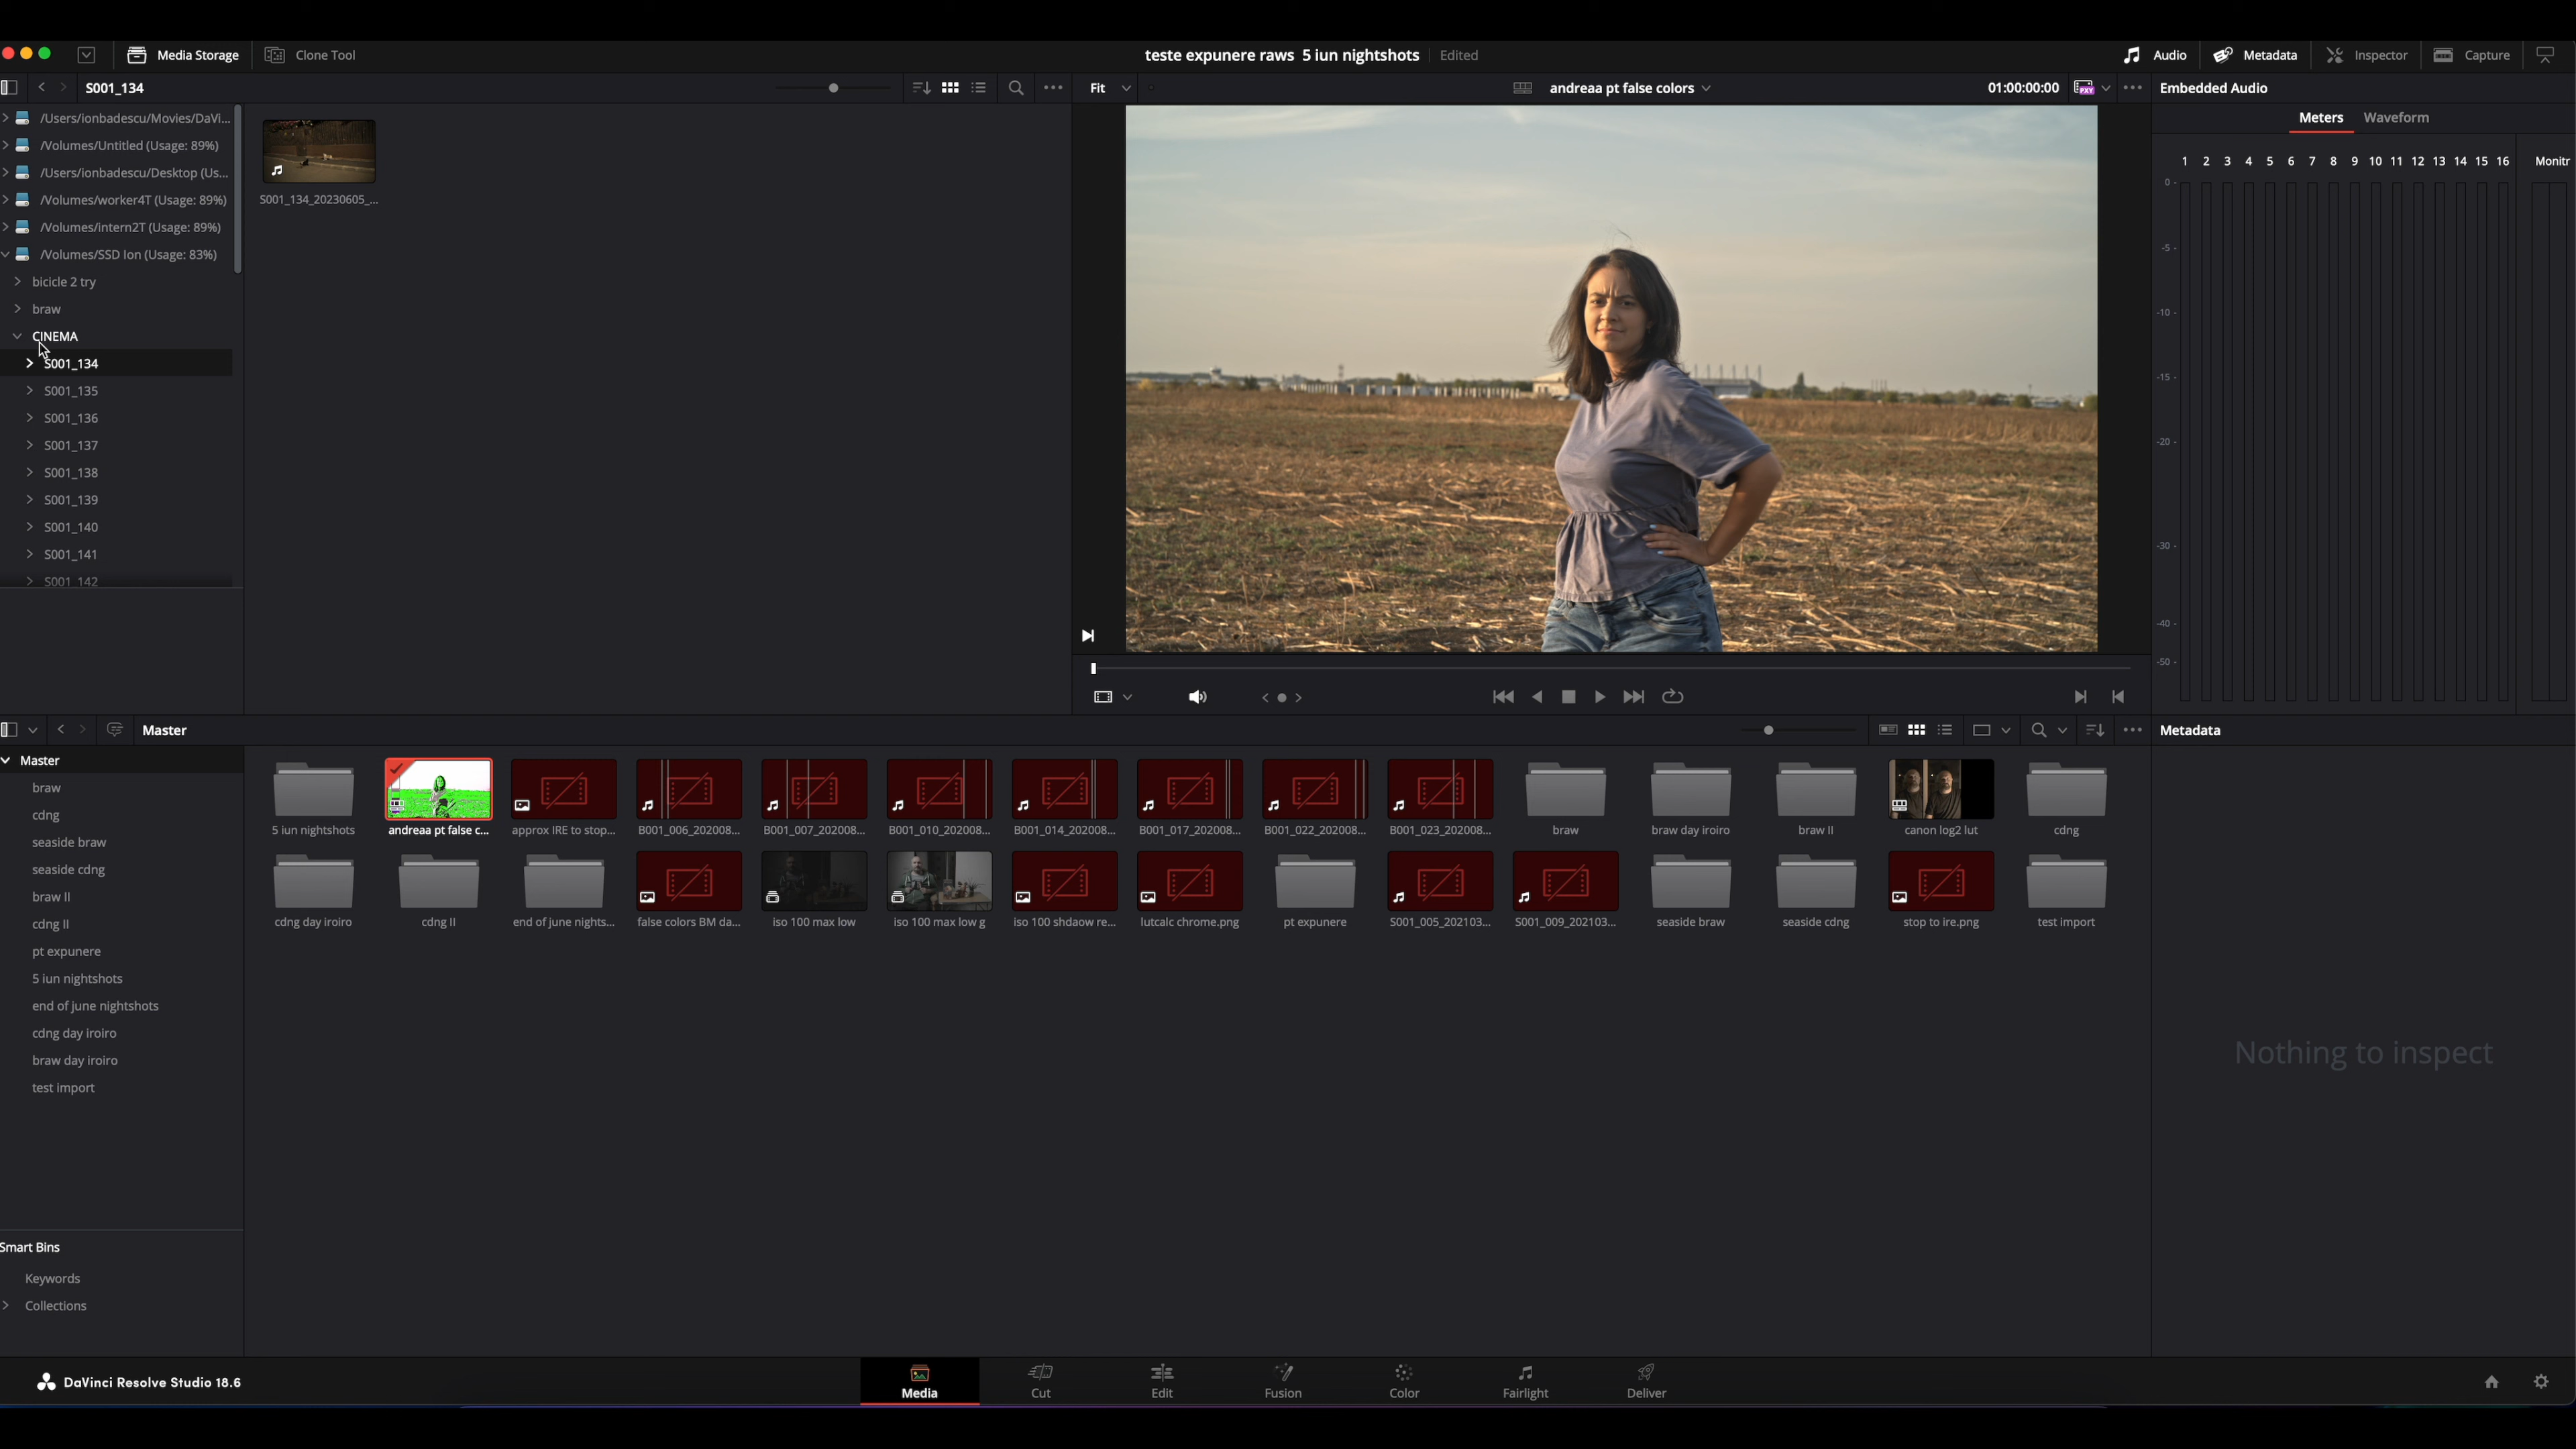 Media Storage Clone Tool teste expunere raws 5 iun nightshots Edited Audio Metadata Inspector Capture
S001_134 Fit andreaa pt false colors 01:00:00:00 PXY Embedded Audio
/Users/ionbadescu/Movies/DaVi...
/Volumes/Untitled (Usage: 89%)
/Users/ionbadescu/Desktop (Us...
/Volumes/worker4T (Usage: 89%)
/Volumes/intern2T (Usage: 89%)
/Volumes/SSD Ion (Usage: 83%)
bicicle 2 try
braw
CINEMA
S001_134
S001_135
S001_136
S001_137
S001_138
S001_139
S001_140
S001_141
S001_142
S001_134_20230605_...
Meters Waveform
1 2 3 4 5 6 7 8 9 10 11 12 13 14 15 16 Monitr
0 -
-5 -
-10 -
-15 -
-20 -
-30 -
-40 -
-50 -
Master
Metadata
Master
braw
cdng
seaside braw
seaside cdng
braw II
cdng II
pt expunere
5 iun nightshots
end of june nightshots
cdng day iroiro
braw day iroiro
test import
5 iun nightshots andreaa pt false c... approx IRE to stop... B001_006_202008... B001_007_202008... B001_010_202008... B001_014_202008... B001_017_202008... B001_022_202008... B001_023_202008... braw braw day iroiro braw II canon log2 lut cdng
cdng day iroiro cdng II end of june nights... false colors BM da... iso 100 max low iso 100 max low g iso 100 shdaow re... lutcalc chrome.png pt expunere S001_005_202103... S001_009_202103... seaside braw seaside cdng stop to ire.png test import
Nothing to inspect
Smart Bins
Keywords
Collections
DaVinci Resolve Studio 18.6 Media Cut Edit Fusion Color Fairlight Deliver